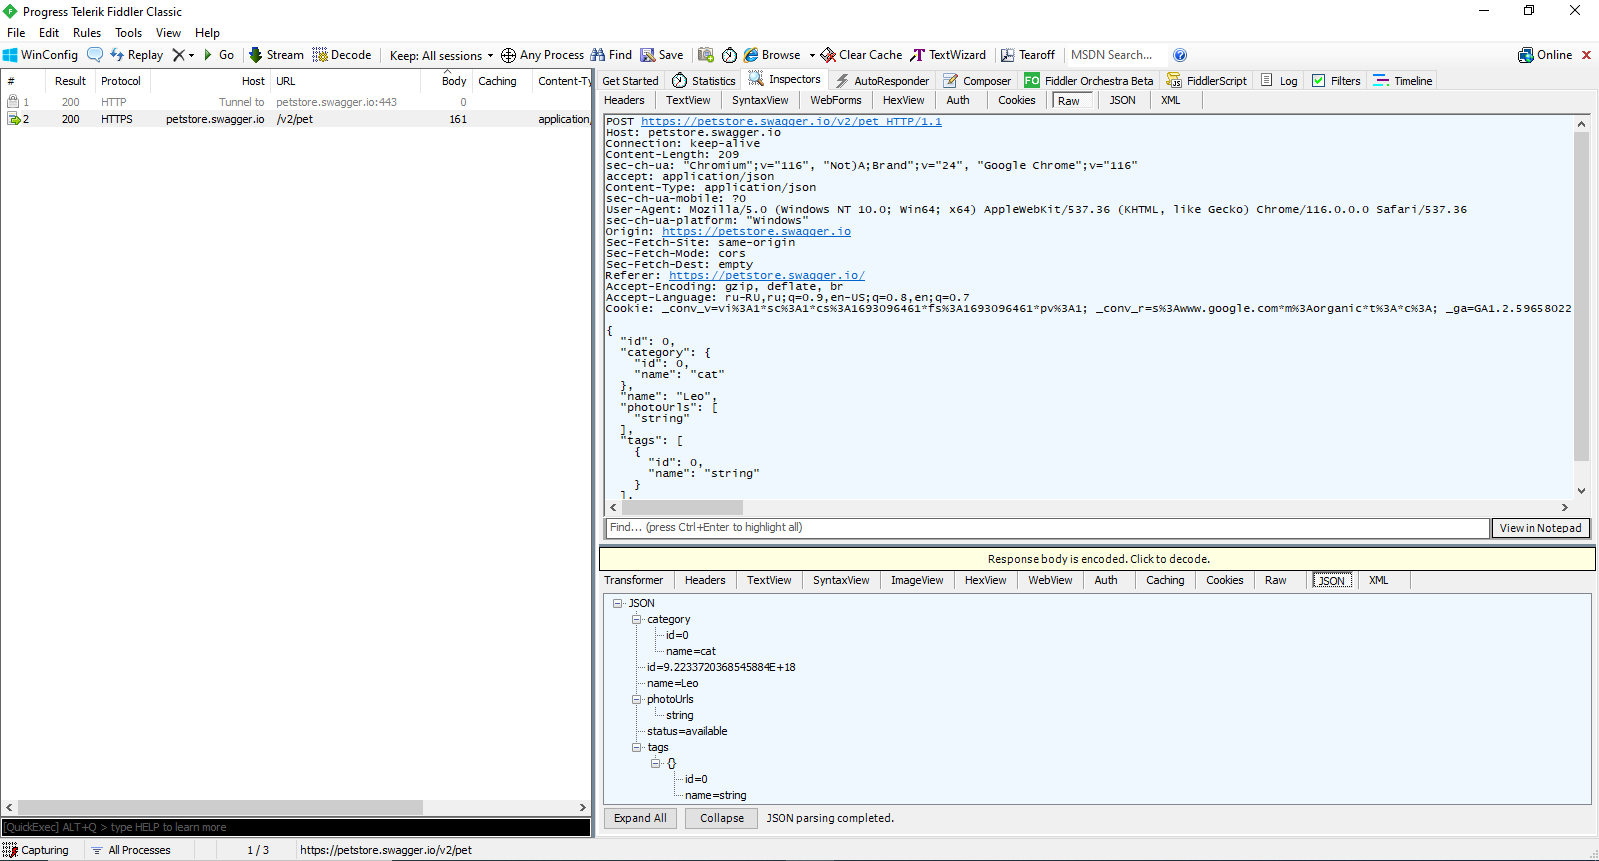 Progress Telerik Fiddler Classic
File Edit Rules Tools View Help
WinConfig Replay Go Stream Decode Keep: All sessions Any Process Find Save Browse Clear Cache TextWizard Tearoff MSDN Search... Online
# Result Protocol Host URL Body Caching Content-Ty
1 200 HTTP Tunnel to petstore.swagger.io:443 0
2 200 HTTPS petstore.swagger.io /v2/pet 161 application,
Get Started Statistics Inspectors AutoResponder Composer FO Fiddler Orchestra Beta FiddlerScript Log Filters Timeline
Headers TextView SyntaxView WebForms HexView Auth Cookies Raw JSON XML
POST https://petstore.swagger.io/v2/pet HTTP/1.1
Host: petstore.swagger.io
Connection: keep-alive
Content-Length: 209
sec-ch-ua: "Chromium";v="116", "Not)A;Brand";v="24", "Google Chrome";v="116"
accept: application/json
Content-Type: application/json
sec-ch-ua-mobile: ?0
User-Agent: Mozilla/5.0 (Windows NT 10.0; Win64; x64) AppleWebKit/537.36 (KHTML, like Gecko) Chrome/116.0.0.0 Safari/537.36
sec-ch-ua-platform: "Windows"
Origin: https://petstore.swagger.io
Sec-Fetch-Site: same-origin
Sec-Fetch-Mode: cors
Sec-Fetch-Dest: empty
Referer: https://petstore.swagger.io/
Accept-Encoding: gzip, deflate, br
Accept-Language: ru-RU,ru;q=0.9,en-US;q=0.8,en;q=0.7
Cookie: _conv_v=vi%3A1*sc%3A1*cs%3A1693096461*fs%3A1693096461*pv%3A1; _conv_r=s%3Awww.google.com*m%3Aorganic*t%3A*c%3A; _ga=GA1.2.59658022
{
"id": 0,
"category": {
"id": 0,
"name": "cat"
},
"name": "Leo",
"photoUrls": [
"string"
],
"tags": [
{
"id": 0,
"name": "string"
}
],
Find... (press Ctrl+Enter to highlight all) View in Notepad
Response body is encoded. Click to decode.
Transformer Headers TextView SyntaxView ImageView HexView WebView Auth Caching Cookies Raw JSON XML
JSON
category
id=0
name=cat
id=9.2233720368545884E+18
name=Leo
photoUrls
string
status=available
tags
{}
id=0
name=string
Expand All Collapse JSON parsing completed.
[QuickExec] ALT+Q > type HELP to learn more
Capturing All Processes 1 / 3 https://petstore.swagger.io/v2/pet